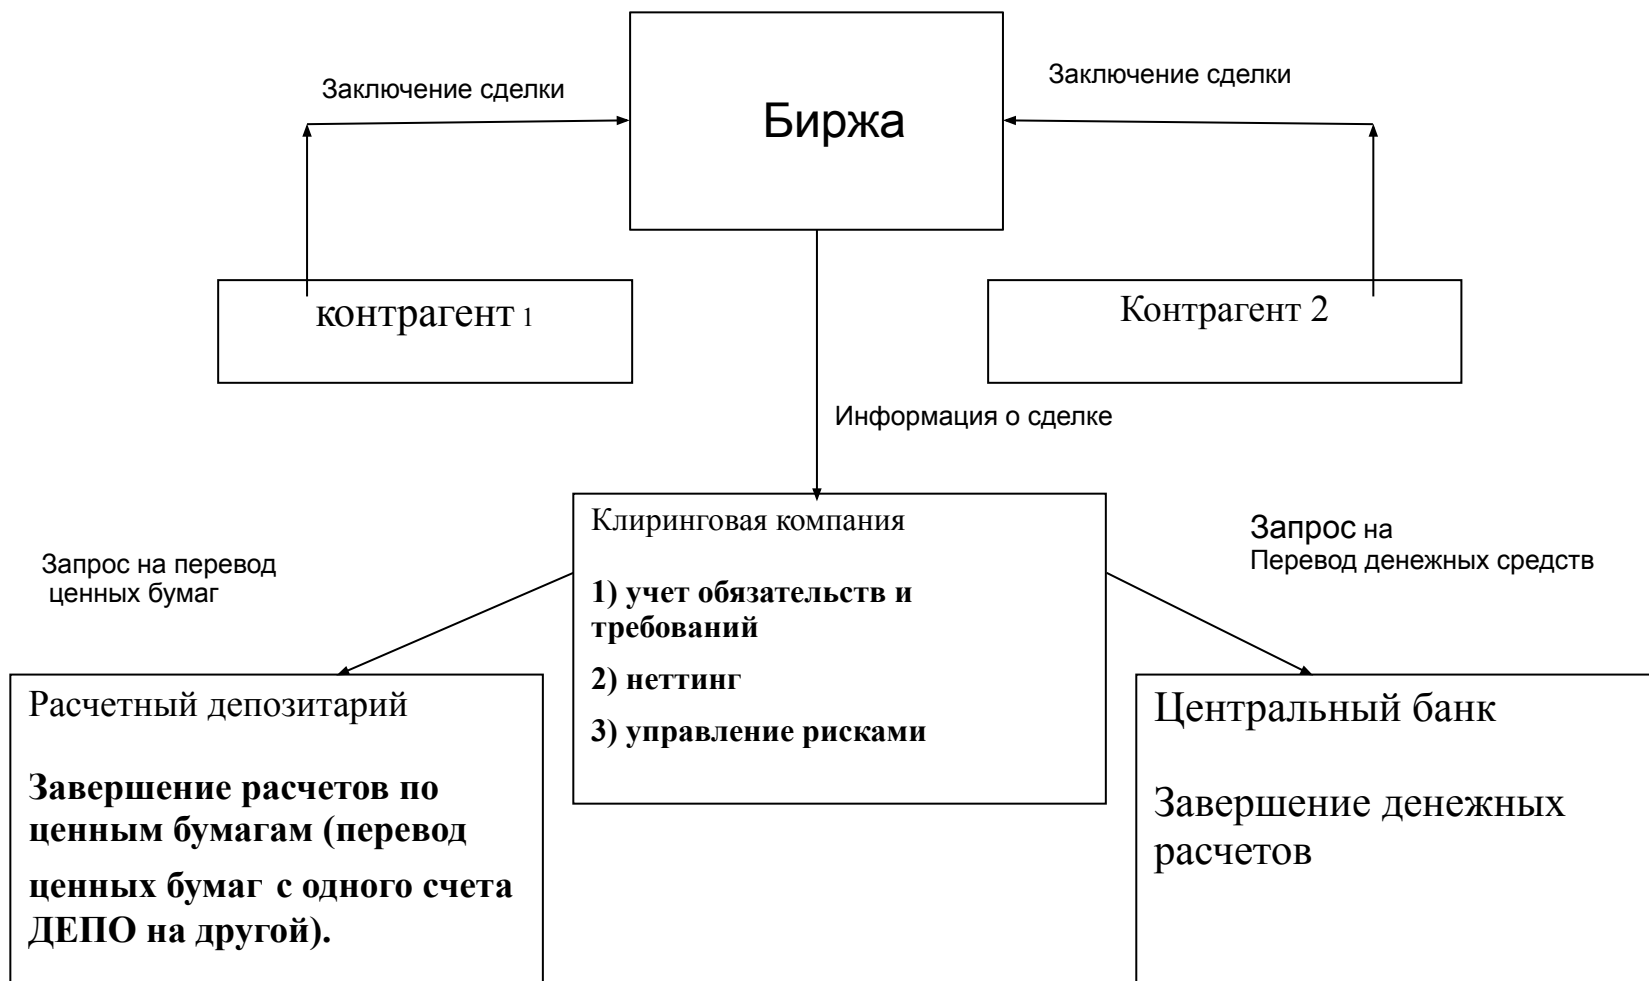 Заключение сделки
Заключение сделки
Биржа
контрагент 1
Контрагент 2
Информация о сделке
Запрос на перевод
ценных бумаг
Клиринговая компания
1) учет обязательств и
требований
2) неттинг
3) управление рисками
Запрос на
Перевод денежных средств
Расчетный депозитарий
Завершение расчетов по
ценным бумагам (перевод
ценных бумаг с одного счета
ДЕПО на другой).
Центральный банк
Завершение денежных
расчетов